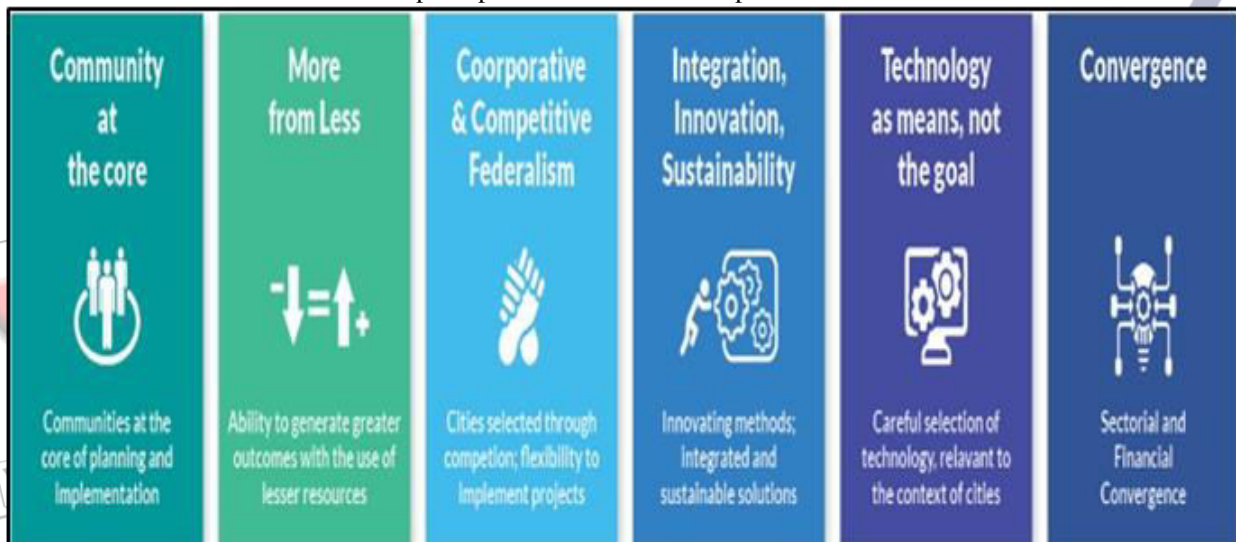 Community
at
the core
Communities at the
core of planning and
Implementation
More
from Less
Ability to generate greater
outcomes with the use of
lesser resources
Coorporative
& Competitive
Federalism
Cities selected through
competion; flexibility to
Implement projects
Integration,
Innovation,
Sustainability
Innovating methods;
integrated and
sustainable solutions
Technology
as means, not
the goal
Careful selection of
technology, relavant to
the context of cities
Convergence
Sectorial and
Financial
Convergence